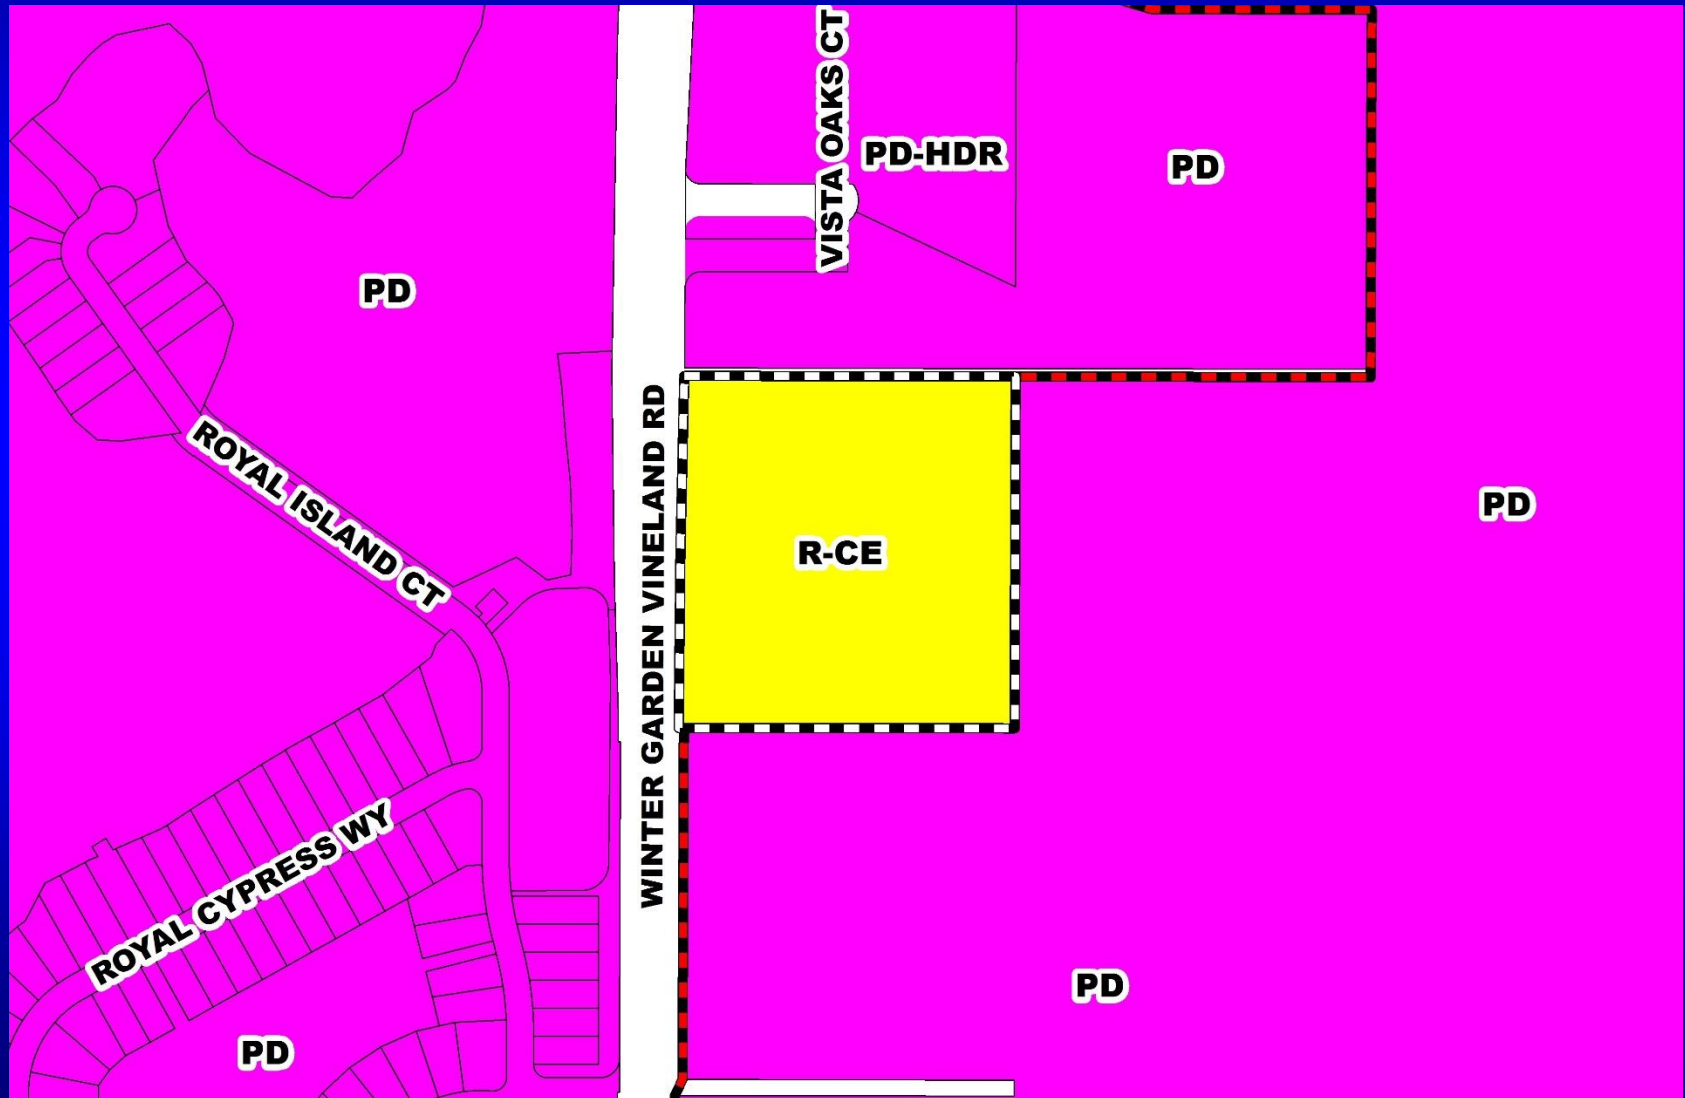 VISTA OAKS CT
PD-HDR
PD
PD
ROYAL ISLAND CT
WINTER GARDEN VINELAND RD
R-CE
PD
ROYAL CYPRESS WY
PD
PD